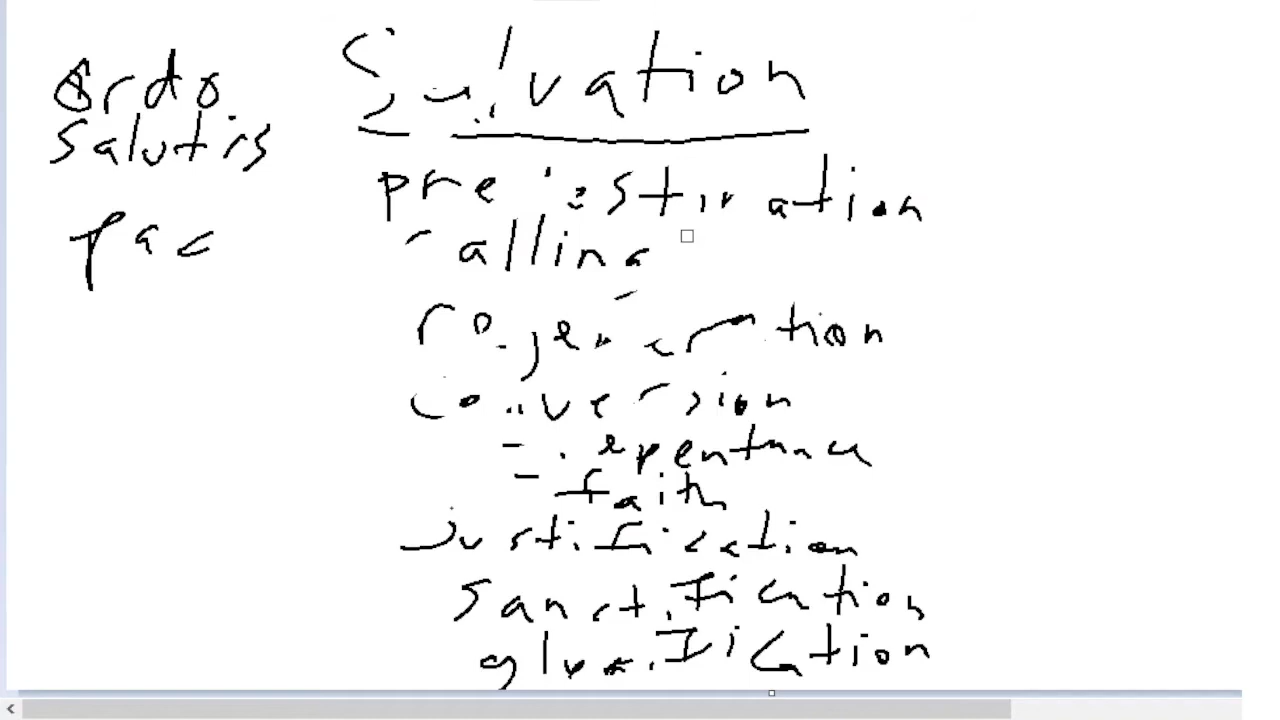 Ordo
Salutis
Salvation
predestination
calling
regeneration
conversion
- repentance
- faith
justification
sanctification
glorification